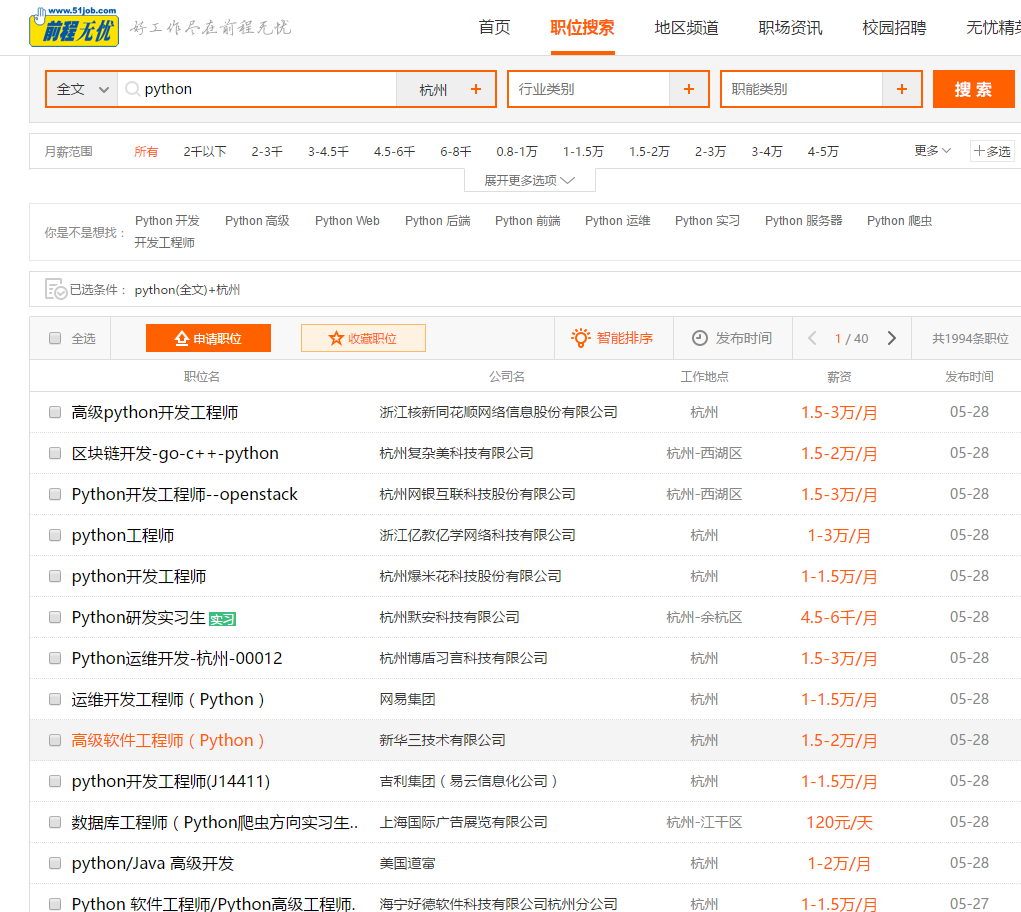 www.51job.com
前程无忧 好工作尽在前程无忧
首页 职位搜索 地区频道 职场资讯 校园招聘 无忧精英
全文 python 杭州 + 行业类别 + 职能类别 + 搜 索
月薪范围 所有 2千以下 2-3千 3-4.5千 4.5-6千 6-8千 0.8-1万 1-1.5万 1.5-2万 2-3万 3-4万 4-5万 更多 多选
展开更多选项
你是不是想找： Python 开发 Python 高级 Python Web Python 后端 Python 前端 Python 运维 Python 实习 Python 服务器 Python 爬虫
开发工程师
已选条件： python(全文)+杭州
全选 申请职位 收藏职位 智能排序 发布时间 1 / 40 共1994条职位
职位名 公司名 工作地点 薪资 发布时间
高级python开发工程师 浙江核新同花顺网络信息股份有限公司 杭州 1.5-3万/月 05-28
区块链开发-go-c++-python 杭州复杂美科技有限公司 杭州-西湖区 1.5-2万/月 05-28
Python开发工程师--openstack 杭州网银互联科技股份有限公司 杭州-西湖区 1.5-3万/月 05-28
python工程师 浙江亿教亿学网络科技有限公司 杭州 1-3万/月 05-28
python开发工程师 杭州爆米花科技股份有限公司 杭州 1-1.5万/月 05-28
Python研发实习生 实习 杭州默安科技有限公司 杭州-余杭区 4.5-6千/月 05-28
Python运维开发-杭州-00012 杭州博盾习言科技有限公司 杭州 1.5-3万/月 05-28
运维开发工程师（Python） 网易集团 杭州 1-1.5万/月 05-28
高级软件工程师（Python） 新华三技术有限公司 杭州 1.5-2万/月 05-28
python开发工程师(J14411) 吉利集团（易云信息化公司） 杭州 1-1.5万/月 05-28
数据库工程师（Python爬虫方向实习生.. 上海国际广告展览有限公司 杭州-江干区 120元/天 05-28
python/Java 高级开发 美国道富 杭州 1-2万/月 05-28
Python 软件工程师/Python高级工程师. 海宁好德软件科技有限公司杭州分公司 杭州 1-1.5万/月 05-27